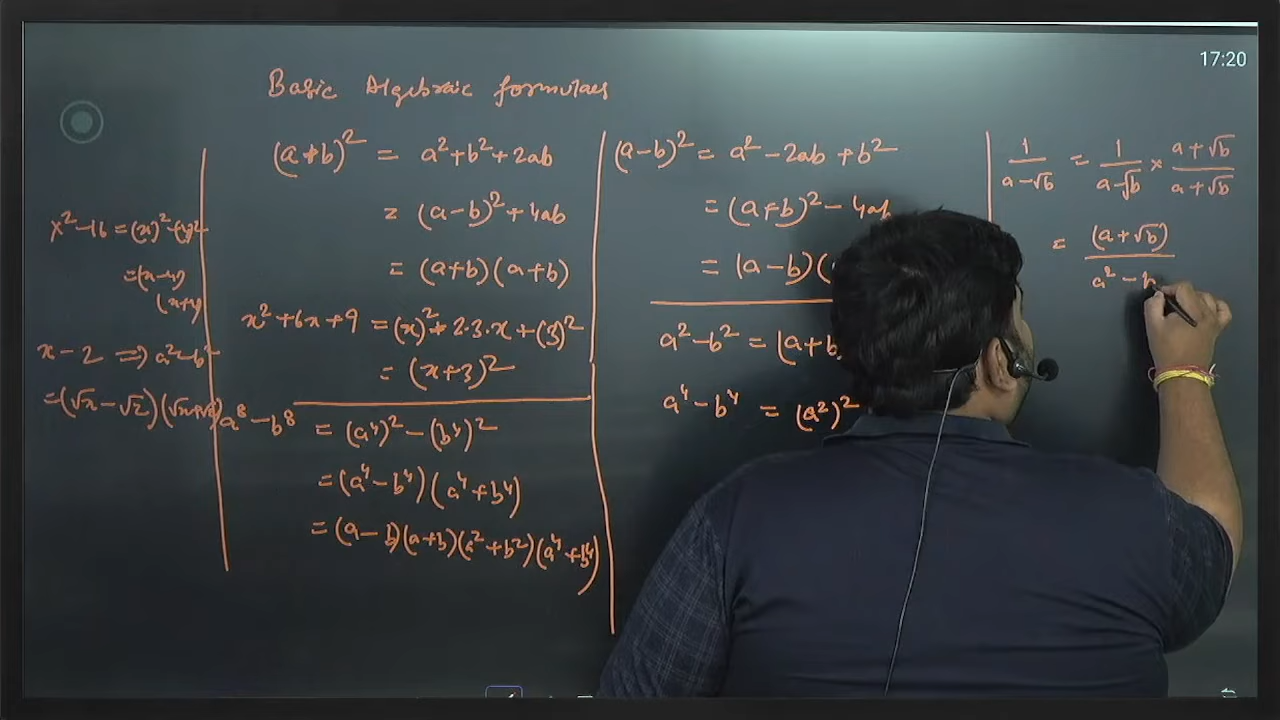 17:20
Basic Algebraic formulaes
x²-16 = (x)²-(4)²
=(x-4)
(x+4)
x-2 ⇒ a²-b²
=(√x-√2)(√x+√2)
(a+b)² = a²+b²+2ab
= (a-b)²+4ab
= (a+b)(a+b)
x²+6x+9 = (x)²+2·3·x+(3)²
= (x+3)²
a⁸-b⁸ = (a⁴)²-(b⁴)²
=(a⁴-b⁴)(a⁴+b⁴)
=(a-b)(a+b)(a²+b²)(a⁴+b⁴)
(a-b)² = a²-2ab+b²
=(a+b)²-4ab
= (a-b)(
a²-b² = (a+b
a⁴-b⁴ = (a²)²
1/(a-√b) = 1/(a-√b) × (a+√b)/(a+√b)
= (a+√b)/(a²-b